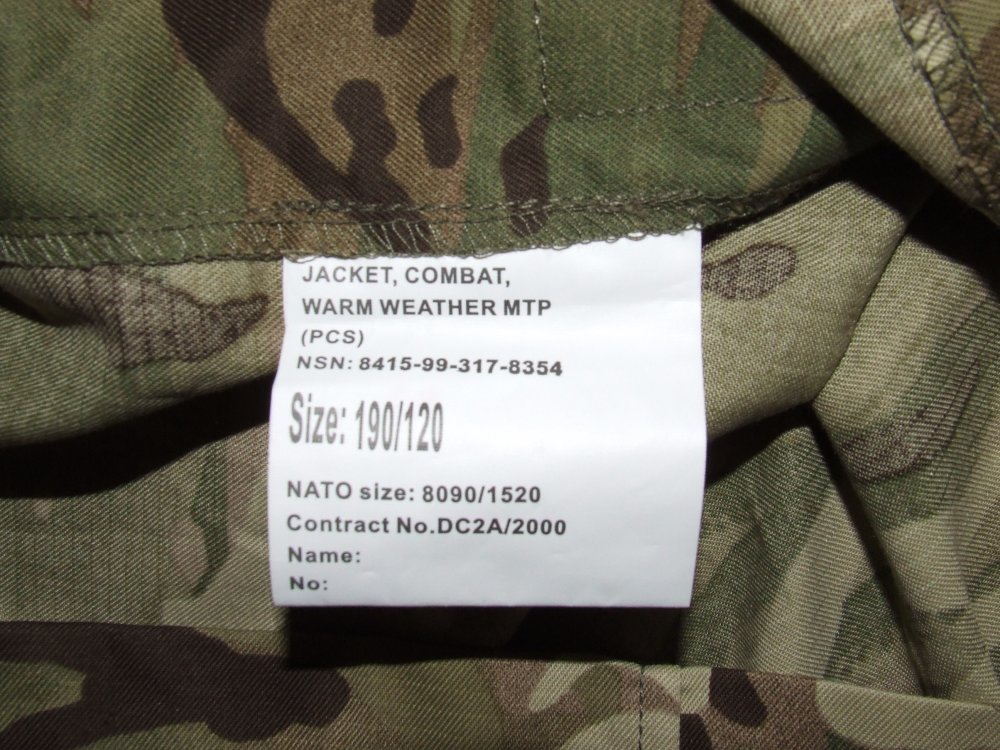 JACKET, COMBAT,
WARM WEATHER MTP
(PCS)
NSN: 8415-99-317-8354
Size: 190/120
NATO size: 8090/1520
Contract No.DC2A/2000
Name:
No: